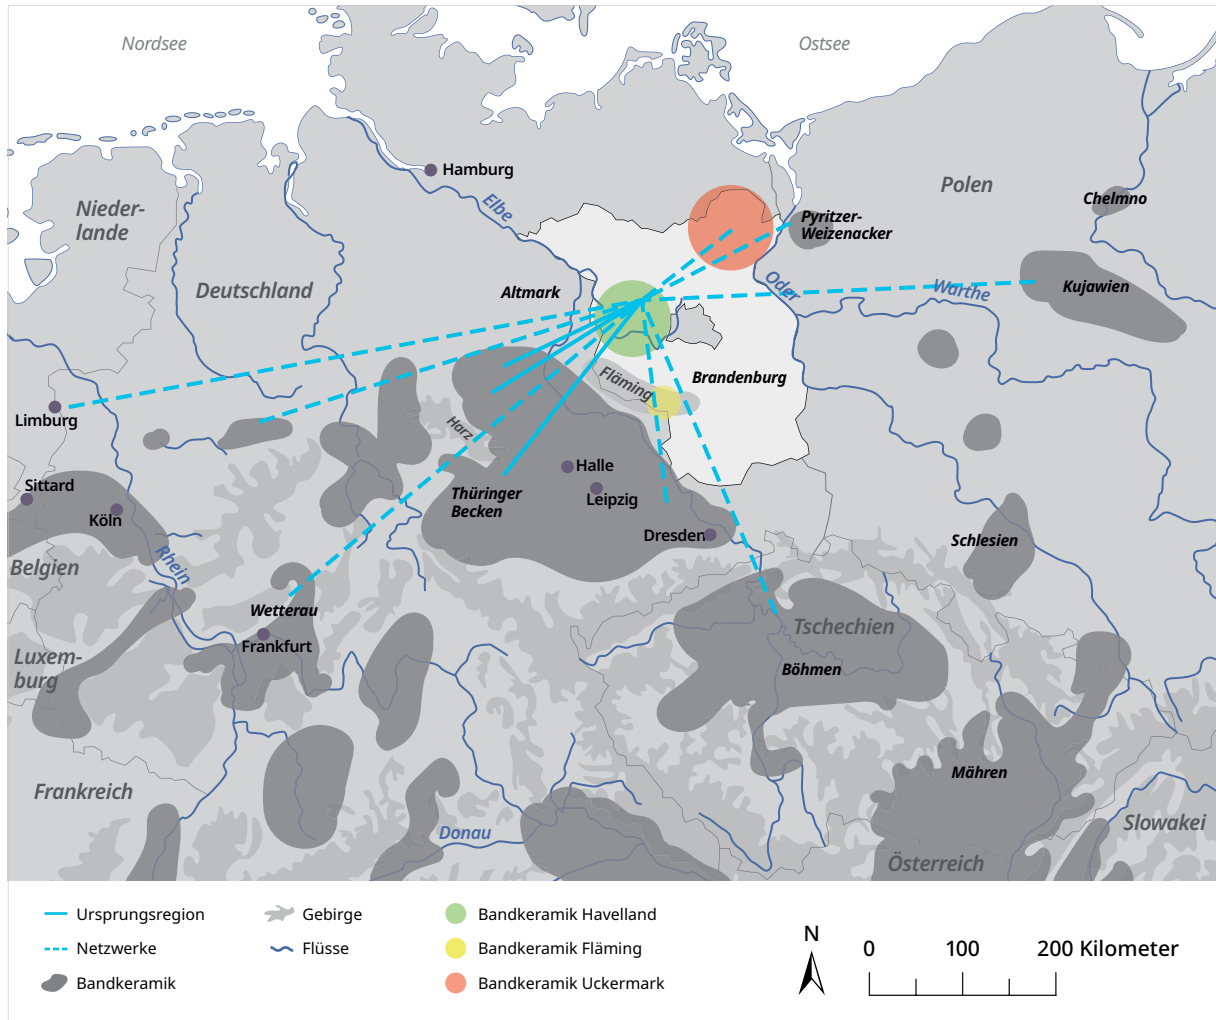 Nordsee
Ostsee
Hamburg
Elbe
Polen
Chelmno
Nieder-
lande
Pyritzer-
Weizenacker
Deutschland
Altmark
Oder
Warthe
Kujawien
Brandenburg
Fläming
Limburg
Harz
Halle
Leipzig
Sittard
Köln
Thüringer
Becken
Dresden
Schlesien
Belgien
Rhein
Wetterau
Frankfurt
Tschechien
Böhmen
Luxem-
burg
Mähren
Frankreich
Donau
Slowakei
Österreich
Ursprungsregion
Netzwerke
Bandkeramik
Gebirge
Flüsse
Bandkeramik Havelland
Bandkeramik Fläming
Bandkeramik Uckermark
N
0 100 200 Kilometer